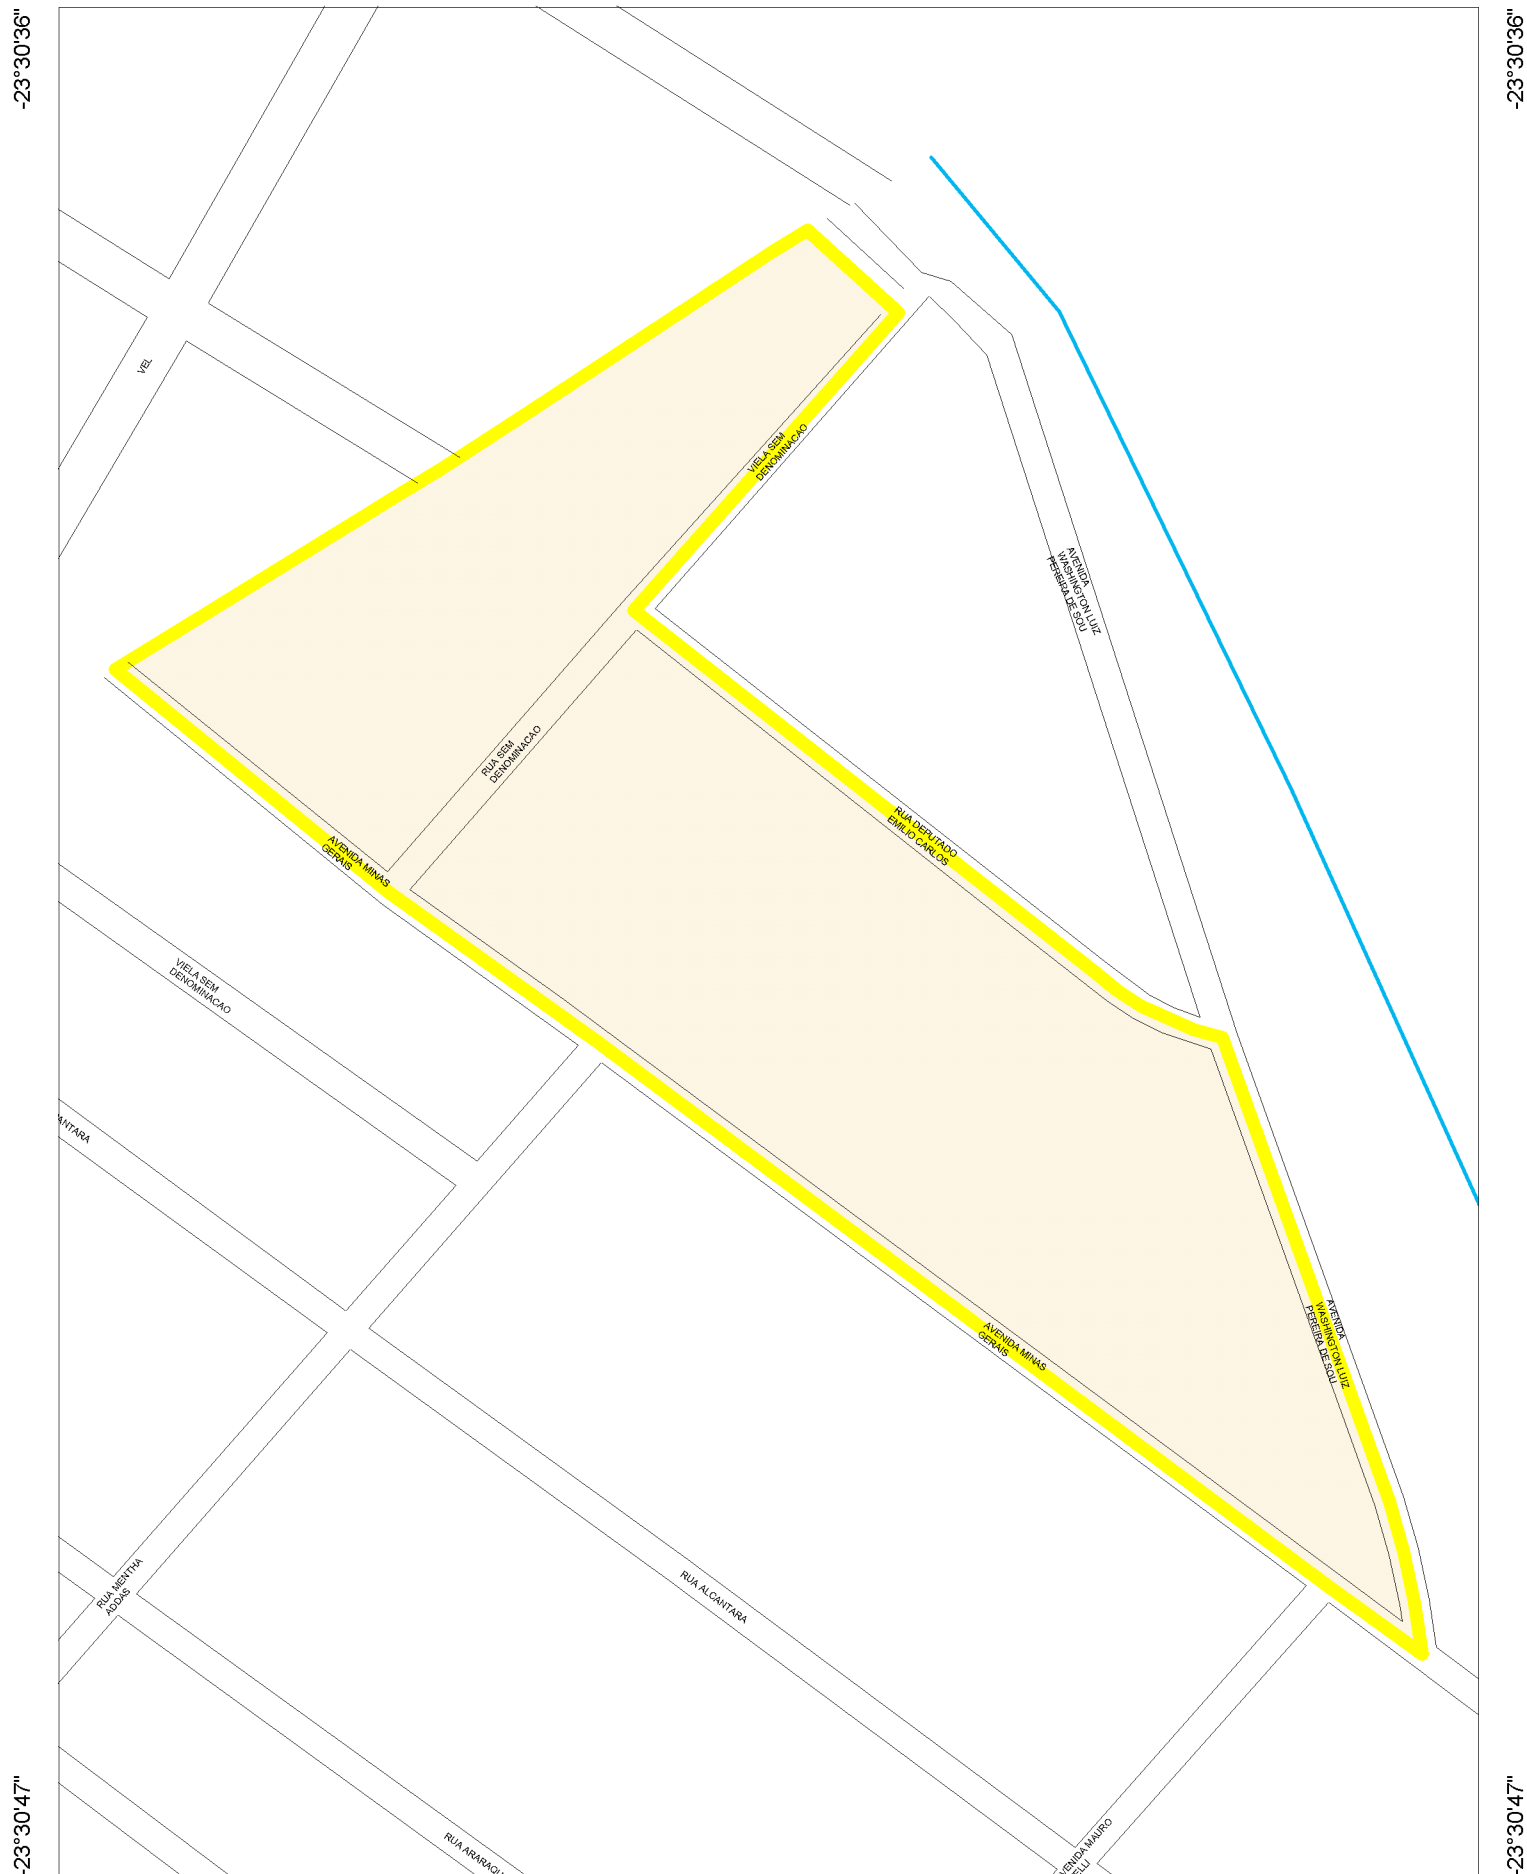 -23°30'36"
-23°30'36"
VEL
VIELA SEM
DENOMINACAO
AVENIDA
WASHINGTON LUIZ
PEREIRA DE SOU
RUA SEM
DENOMINACAO
RUA DEPUTADO
EMILIO CARLOS
AVENIDA MINAS
GERAIS
VIELA SEM
DENOMINACAO
ANTARA
AVENIDA
WASHINGTON LUIZ
PEREIRA DE SOU
AVENIDA MINAS
GERAIS
RUA MENTHA
ADDAS
RUA ALCANTARA
-23°30'47"
-23°30'47"
RUA ARARAQU
VENIDA MAURO
ELLI